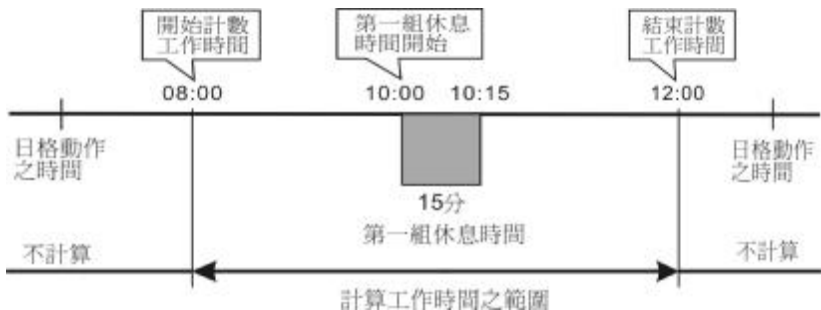 開始計數
工作時間
第一組休息
時間開始
結束計數
工作時間
08:00
10:00
10:15
12:00
日格動作
之時間
日格動作
之時間
15分
第一組休息時間
不計算
不計算
計算工作時間之範圍